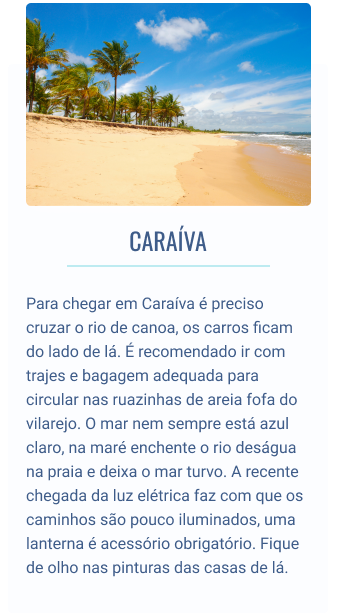 CARAÍVA
Para chegar em Caraíva é preciso
cruzar o rio de canoa, os carros ficam
do lado de lá. É recomendado ir com
trajes e bagagem adequada para
circular nas ruazinhas de areia fofa do
vilarejo. O mar nem sempre está azul
claro, na maré enchente o rio deságua
na praia e deixa o mar turvo. A recente
chegada da luz elétrica faz com que os
caminhos são pouco iluminados, uma
lanterna é acessório obrigatório. Fique
de olho nas pinturas das casas de lá.